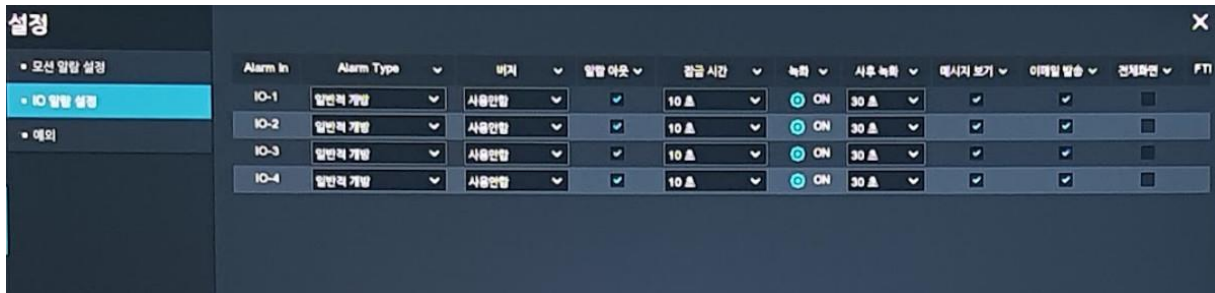 설정
X
▪ 모션 알람 설정
▪ IO 알람 설정
▪ 예외
Alarm In Alarm Type 버저 알람 아웃 잠금 시간 녹화 사후 녹화 메시지 보기 이메일 발송 전체화면 FTI
IO-1 일반적 개방 사용안함 10 초 ON 30 초
IO-2 일반적 개방 사용안함 10 초 ON 30 초
IO-3 일반적 개방 사용안함 10 초 ON 30 초
IO-4 일반적 개방 사용안함 10 초 ON 30 초